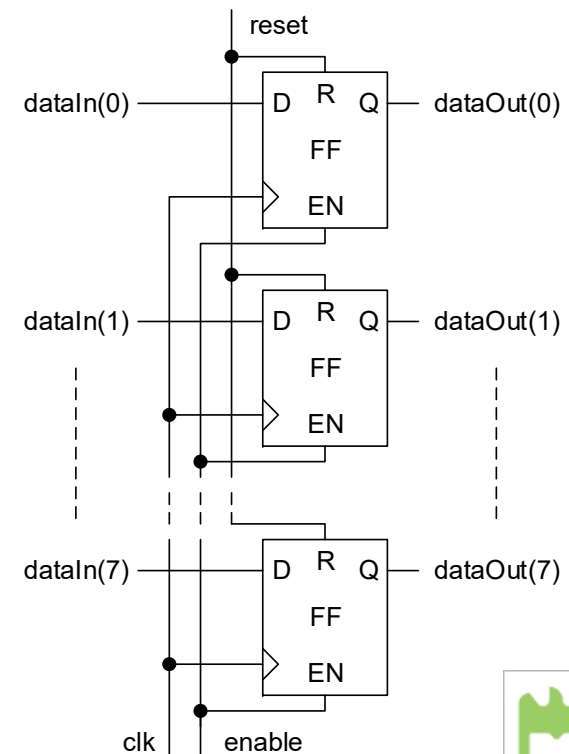 reset
dataIn(0)
D
R
Q
dataOut(0)
FF
EN
dataIn(1)
D
R
Q
dataOut(1)
FF
EN
dataIn(7)
D
R
Q
dataOut(7)
FF
EN
clk
enable